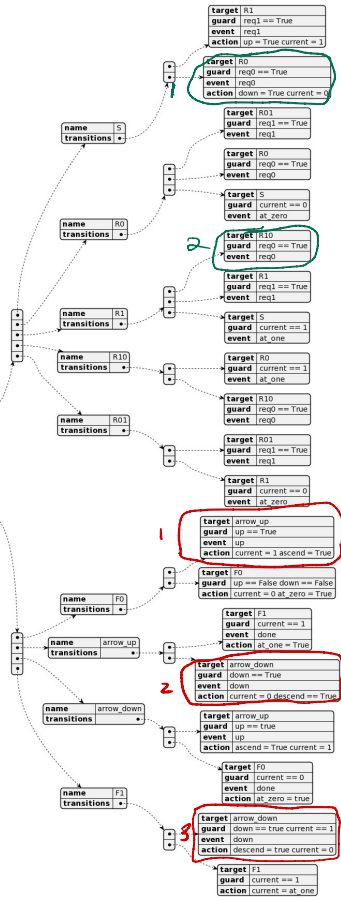 target R1
guard req1 == True
event req1
action up = True current = 1
target R0
guard req0 == True
event req0
action down = True current = 0
1
name S
transitions
target R01
guard req1 == True
event req1
target R0
guard req0 == True
event req0
target S
guard current == 0
event at_zero
name R0
transitions
2
target R10
guard req0 == True
event req0
target R1
guard req1 == True
event req1
target S
guard current == 1
event at_one
name R1
transitions
name R10
transitions
target R0
guard current == 1
event at_one
target R10
guard req0 == True
event req0
name R01
transitions
target R01
guard req1 == True
event req1
target R1
guard current == 0
event at_zero
1
target arrow_up
guard up == True
event up
action current = 1 ascend = True
target F0
guard up == False down == False
action current = 0 at_zero = True
name F0
transitions
target F1
guard current == 1
event done
action at_one = True
name arrow_up
transitions
2
target arrow_down
guard down == True
event down
action current = 0 descend == True
name arrow_down
transitions
target arrow_up
guard up == true
event up
action ascend = True current = 1
target F0
guard current == 0
event done
action at_zero = true
name F1
transitions
3
target arrow_down
guard down == true current == 1
event down
action descend = true current = 0
target F1
guard current == 1
action current = at_one